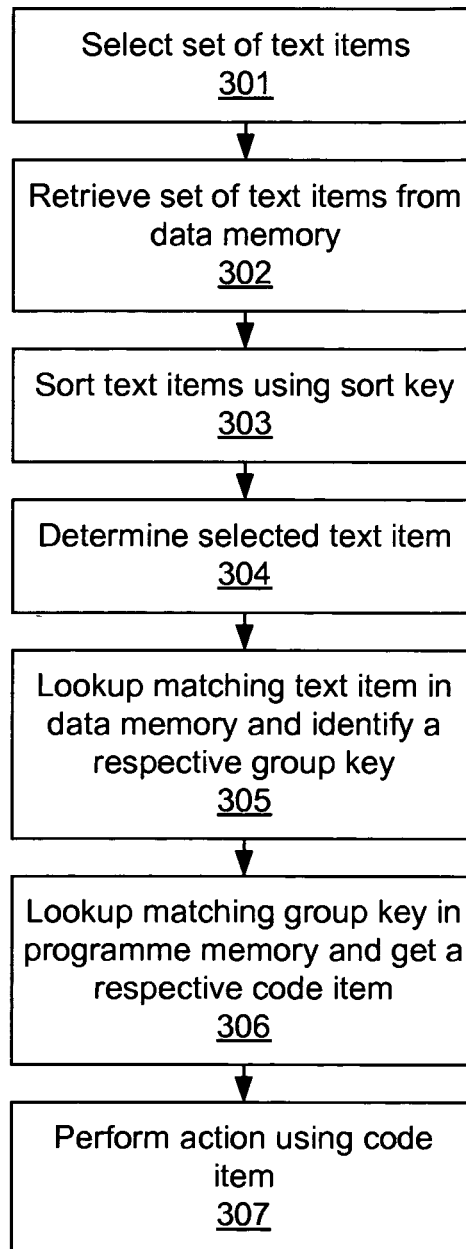 Select set of text items
301
Retrieve set of text items from
data memory
302
Sort text items using sort key
303
Determine selected text item
304
Lookup matching text item in
data memory and identify a
respective group key
305
Lookup matching group key in
programme memory and get a
respective code item
306
Perform action using code
item
307